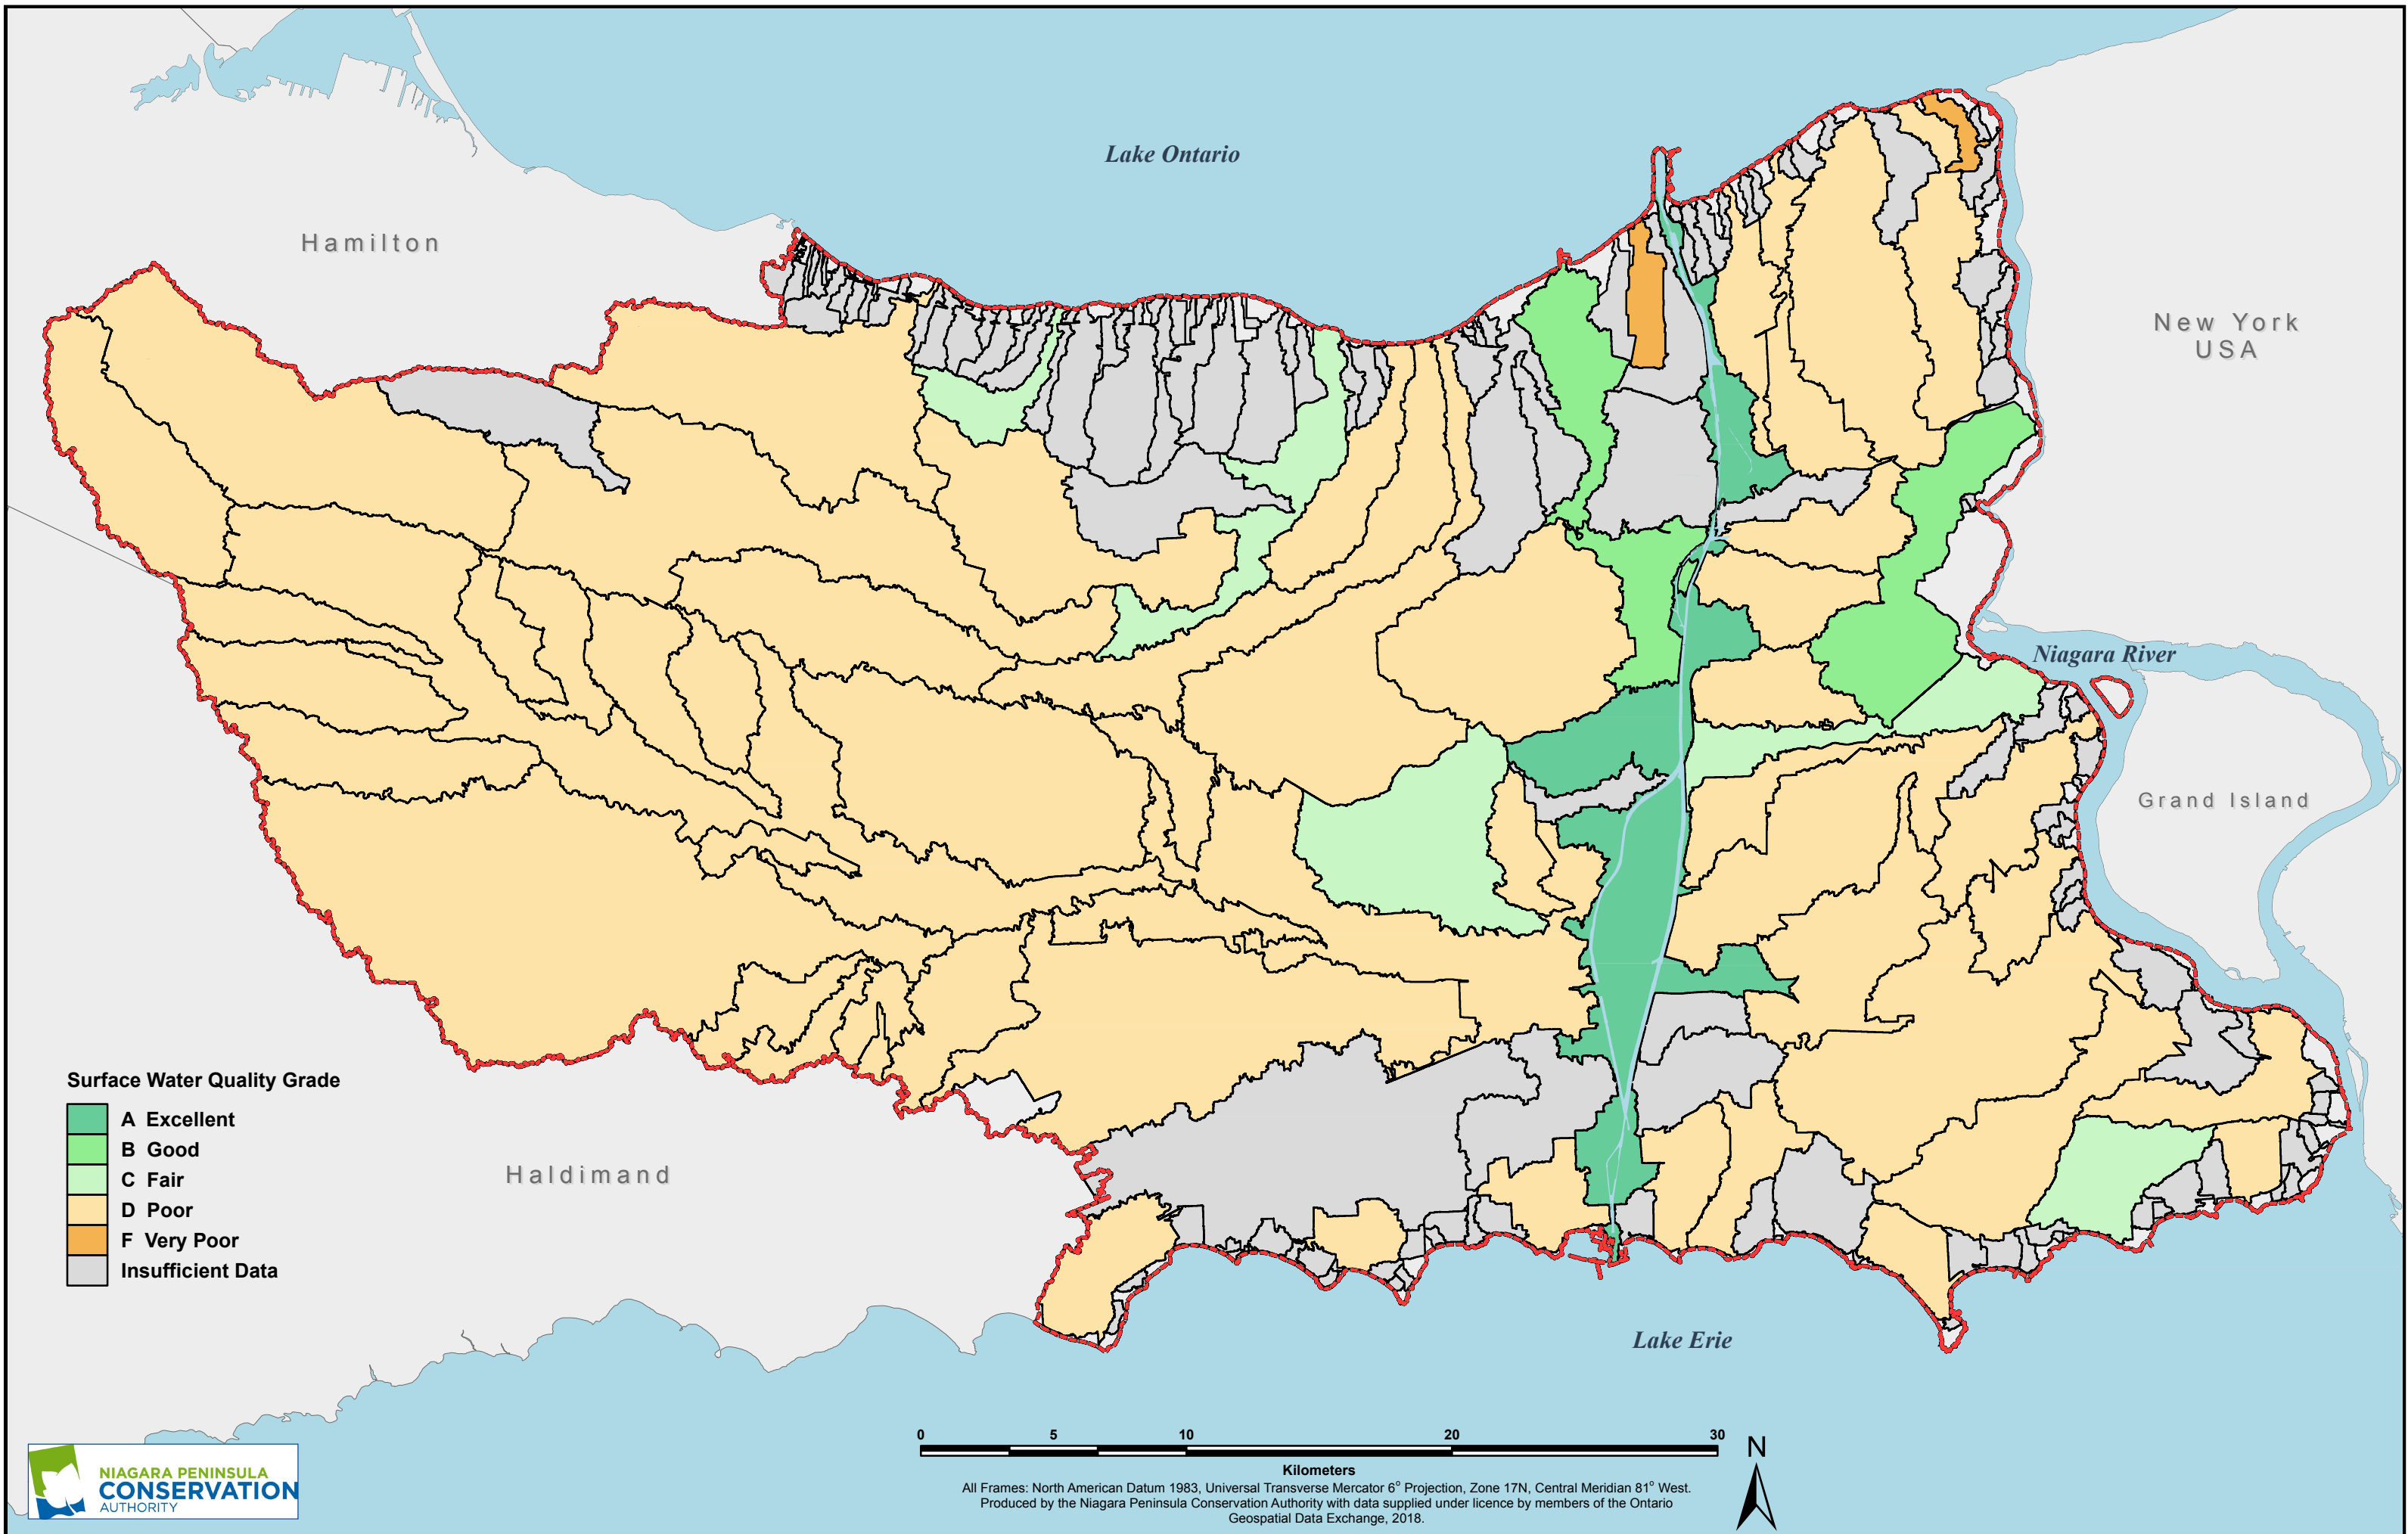 Lake Ontario
Hamilton
New York
USA
Niagara River
Grand Island
Surface Water Quality Grade
A Excellent
B Good
C Fair
D Poor
F Very Poor
Insufficient Data
Haldimand
Lake Erie
0 5 10 20 30
Kilometers
N
All Frames: North American Datum 1983, Universal Transverse Mercator 6° Projection, Zone 17N, Central Meridian 81° West.
Produced by the Niagara Peninsula Conservation Authority with data supplied under licence by members of the Ontario
Geospatial Data Exchange, 2018.
NIAGARA PENINSULA
CONSERVATION
AUTHORITY